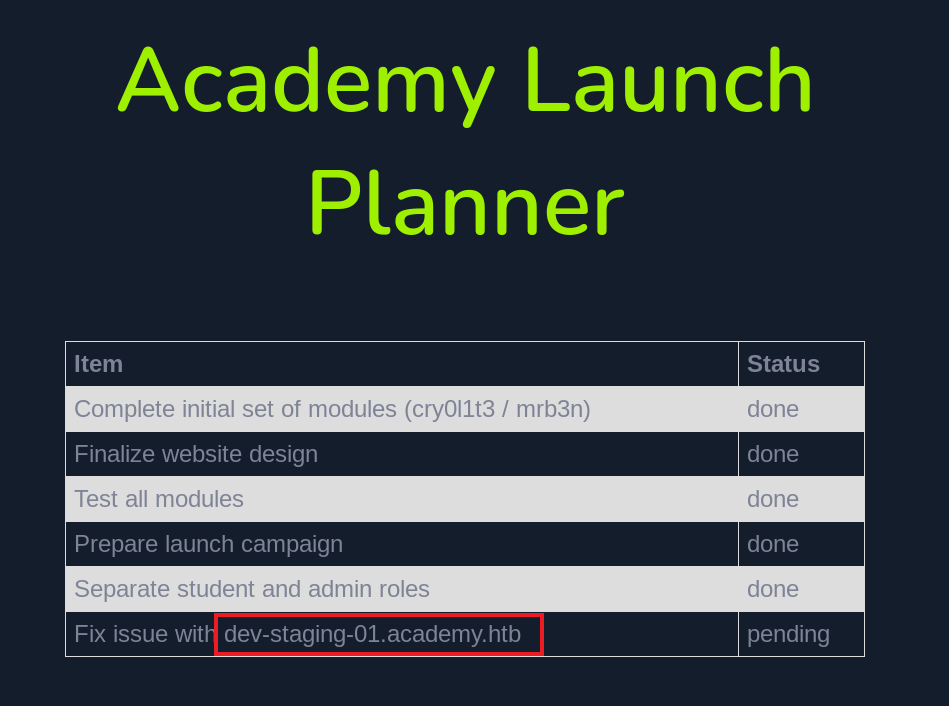 Academy Launch
Planner
Item Status
Complete initial set of modules (cry0l1t3 / mrb3n) done
Finalize website design done
Test all modules done
Prepare launch campaign done
Separate student and admin roles done
Fix issue with dev-staging-01.academy.htb pending